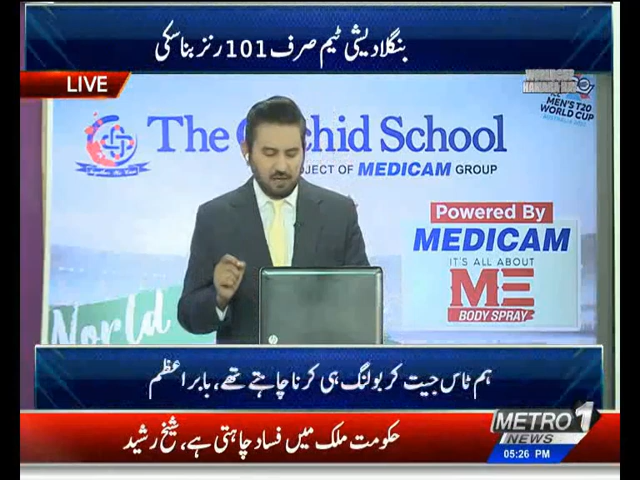 بنگلادیشی ٹیم صرف 101 رنز بنا سکی
LIVE
MEN'S T20
WORLD CUP
The Orchid School
PROJECT OF MEDICAM GROUP
Powered By
MEDICAM
IT'S ALL ABOUT
ME
BODY SPRAY
World
ہم ٹاس جیت کر بولنگ ہی کرنا چاہتے تھے، بابر اعظم
حکومت ملک میں فساد چاہتی ہے، شیخ رشید
METRO 1
NEWS
05:26 PM